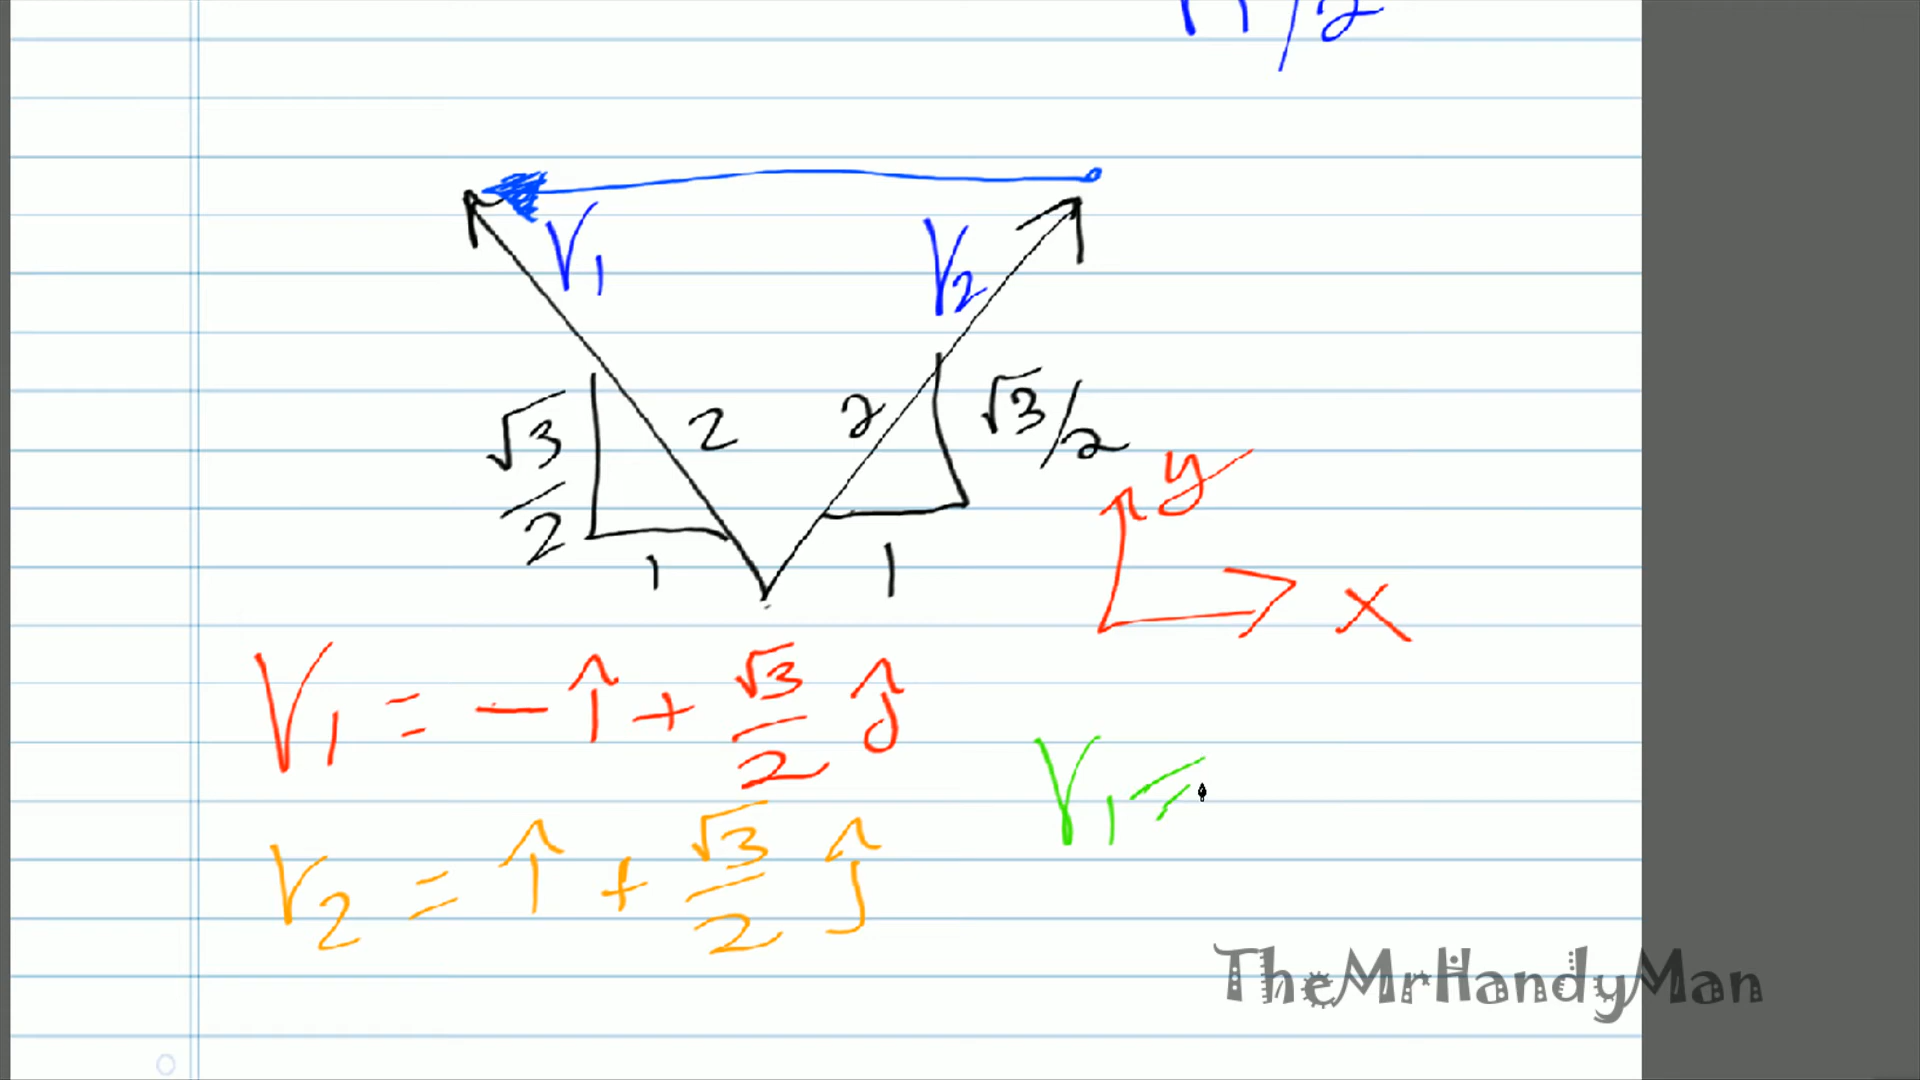 V₁ V₂
√3/2 2 2 √3/2
1 1
y
x
V₁ = -î + √3/2 ĵ
V₁ =
V₂ = î + √3/2 ĵ
TheMrHandyMan